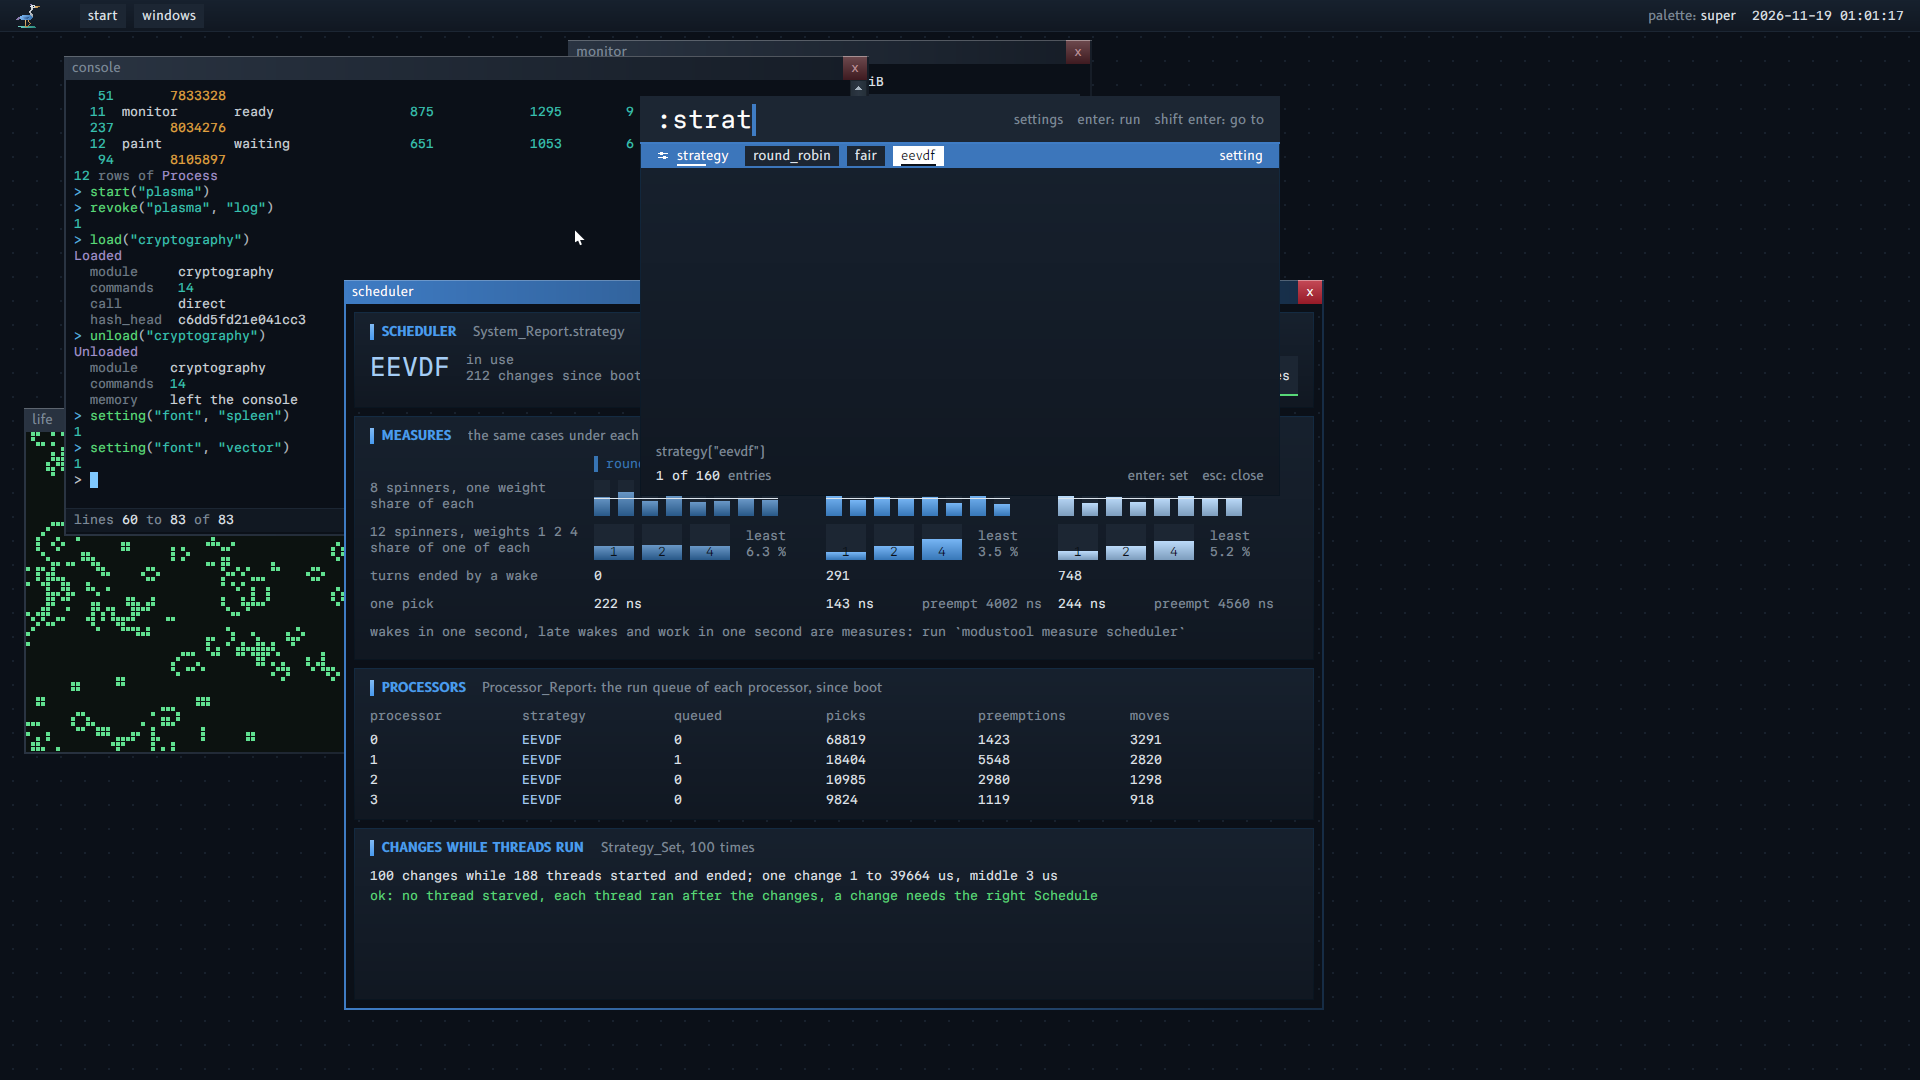 start windows palette: super 2026-11-19 01:01:17
monitor x
console x
iB
51 7833328
11 monitor ready 875 1295 9
237 8034276
12 paint waiting 651 1053 6
94 8105897
12 rows of Process
> start("plasma")
> revoke("plasma", "log")
1
> load("cryptography")
Loaded
module cryptography
commands 14
call direct
hash_head c6dd5fd21e041cc3
> unload("cryptography")
Unloaded
module cryptography
commands 14
memory left the console
> setting("font", "spleen")
1
> setting("font", "vector")
1
>
lines 60 to 83 of 83
life
:strat settings enter: run shift enter: go to
strategy round_robin fair eevdf setting
strategy["eevdf"]
1 of 160 entries enter: set esc: close
scheduler x
SCHEDULER System_Report.strategy
EEVDF in use
212 changes since boot
MEASURES the same cases under each
8 spinners, one weight
share of each
12 spinners, weights 1 2 4
share of one of each
1 2 4 least 6.3 % 1 2 4 least 3.5 % 1 2 4 least 5.2 %
turns ended by a wake 0 291 748
one pick 222 ns 143 ns preempt 4002 ns 244 ns preempt 4560 ns
wakes in one second, late wakes and work in one second are measures: run `modustool measure scheduler`
PROCESSORS Processor_Report: the run queue of each processor, since boot
processor strategy queued picks preemptions moves
0 EEVDF 0 68819 1423 3291
1 EEVDF 1 18404 5548 2820
2 EEVDF 0 10985 2980 1298
3 EEVDF 0 9824 1119 918
CHANGES WHILE THREADS RUN Strategy_Set, 100 times
100 changes while 188 threads started and ended; one change 1 to 39664 us, middle 3 us
ok: no thread starved, each thread ran after the changes, a change needs the right Schedule